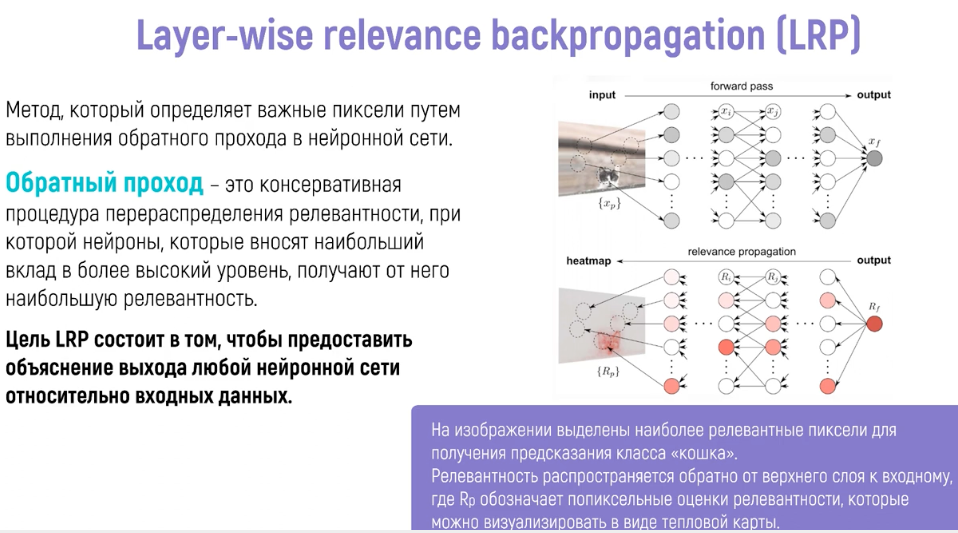 Layer-wise relevance backpropagation (LRP)
Метод, который определяет важные пиксели путем
выполнения обратного прохода в нейронной сети.
Обратный проход – это консервативная
процедура перераспределения релевантности, при
которой нейроны, которые вносят наибольший
вклад в более высокий уровень, получают от него
наибольшую релевантность.
Цель LRP состоит в том, чтобы предоставить
объяснение выхода любой нейронной сети
относительно входных данных.
forward pass
input
output
x_i
x_j
x_f
{x_p}
relevance propagation
heatmap
output
R_i
R_j
R_f
{R_p}
На изображении выделены наиболее релевантные пиксели для
получения предсказания класса «кошка».
Релевантность распространяется обратно от верхнего слоя к входному,
где Rp обозначает попиксельные оценки релевантности, которые
можно визуализировать в виде тепловой карты.